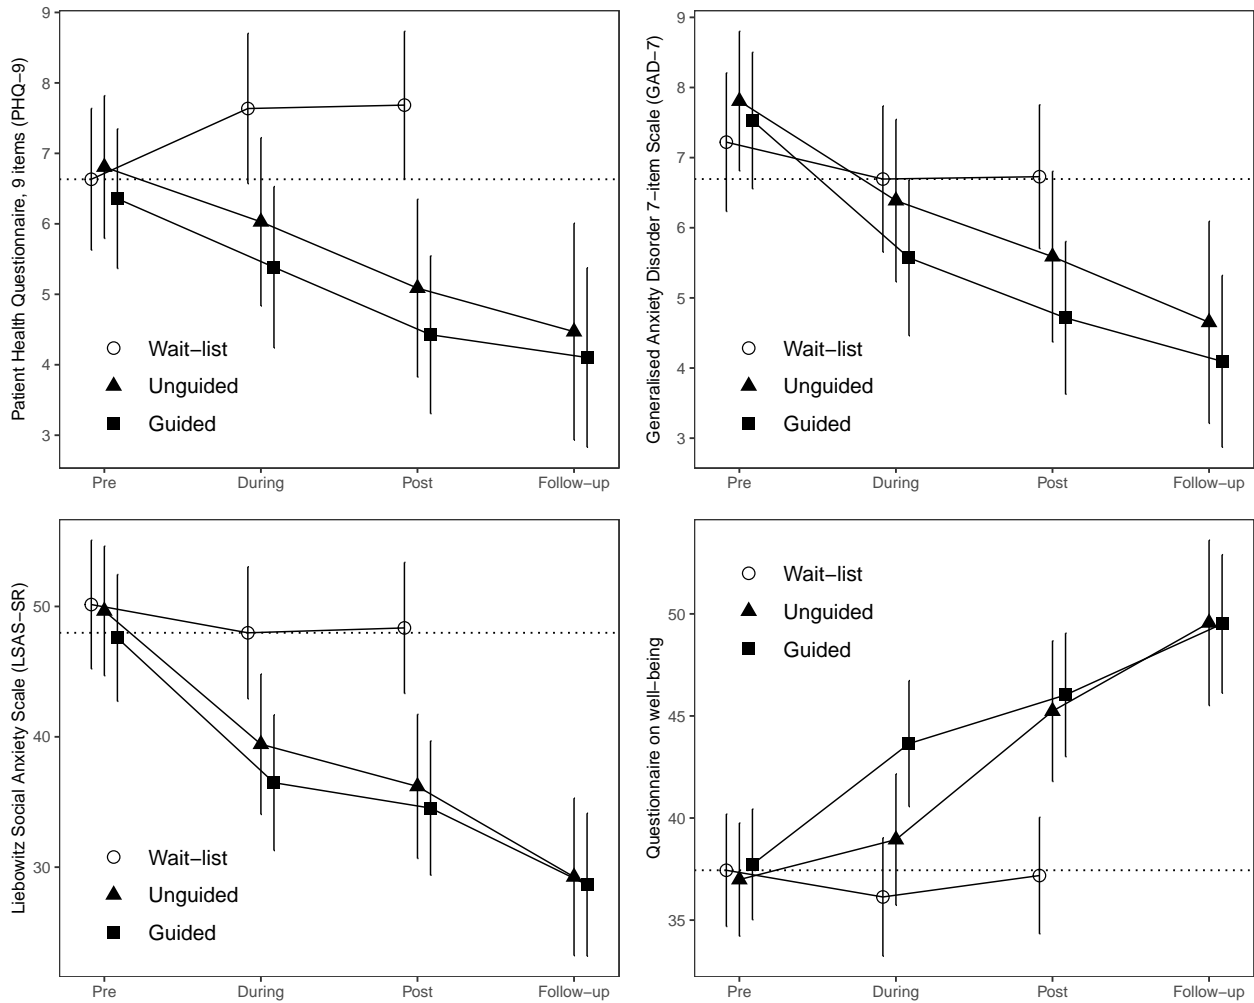 Patient Health Questionnaire, 9 items (PHQ−9)
9
8
7
6
5
4
3
Wait−list
Unguided
Guided
Pre During Post Follow−up
Generalised Anxiety Disorder 7−item Scale (GAD−7)
9
8
7
6
5
4
3
Wait−list
Unguided
Guided
Pre During Post Follow−up
Liebowitz Social Anxiety Scale (LSAS−SR)
50
40
30
Wait−list
Unguided
Guided
Pre During Post Follow−up
Questionnaire on well−being
50
45
40
35
Wait−list
Unguided
Guided
Pre During Post Follow−up